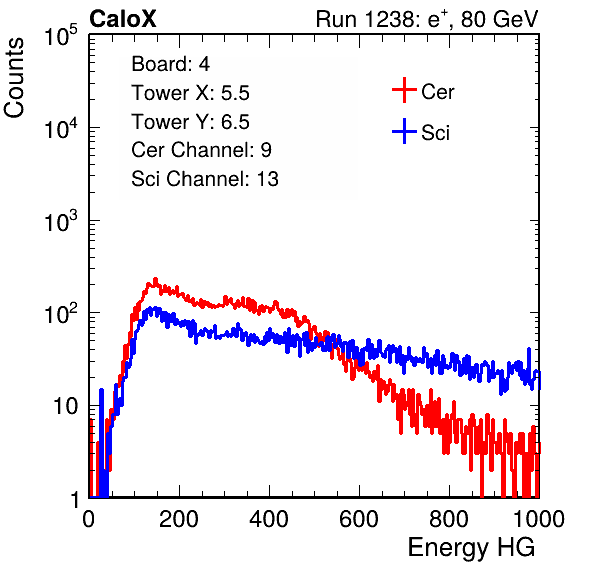 CaloX Run 1238: e⁺, 80 GeV
Board: 4
Tower X: 5.5
Tower Y: 6.5
Cer Channel: 9
Sci Channel: 13
Cer
Sci
Counts
10⁵
10⁴
10³
10²
10
1
0 200 400 600 800 1000
Energy HG